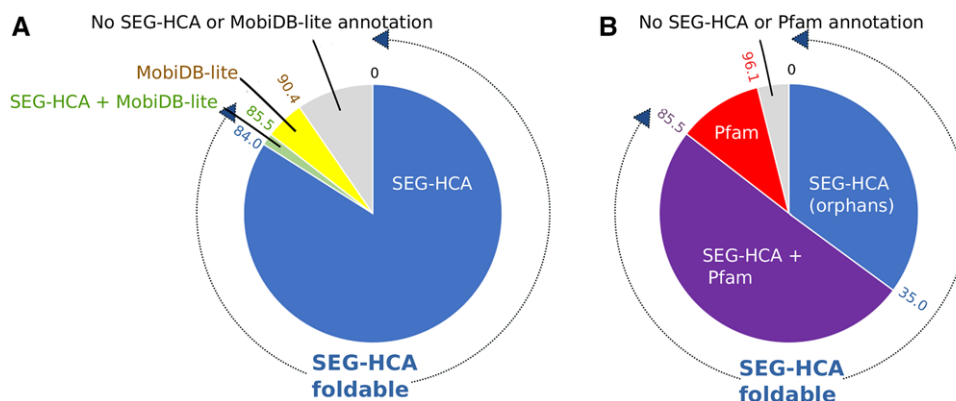 A
No SEG-HCA or MobiDB-lite annotation
MobiDB-lite
SEG-HCA + MobiDB-lite
90.4
85.5
84.0
0
SEG-HCA
SEG-HCA
foldable
B
No SEG-HCA or Pfam annotation
96.1
0
85.5
Pfam
SEG-HCA
(orphans)
SEG-HCA +
Pfam
35.0
SEG-HCA
foldable